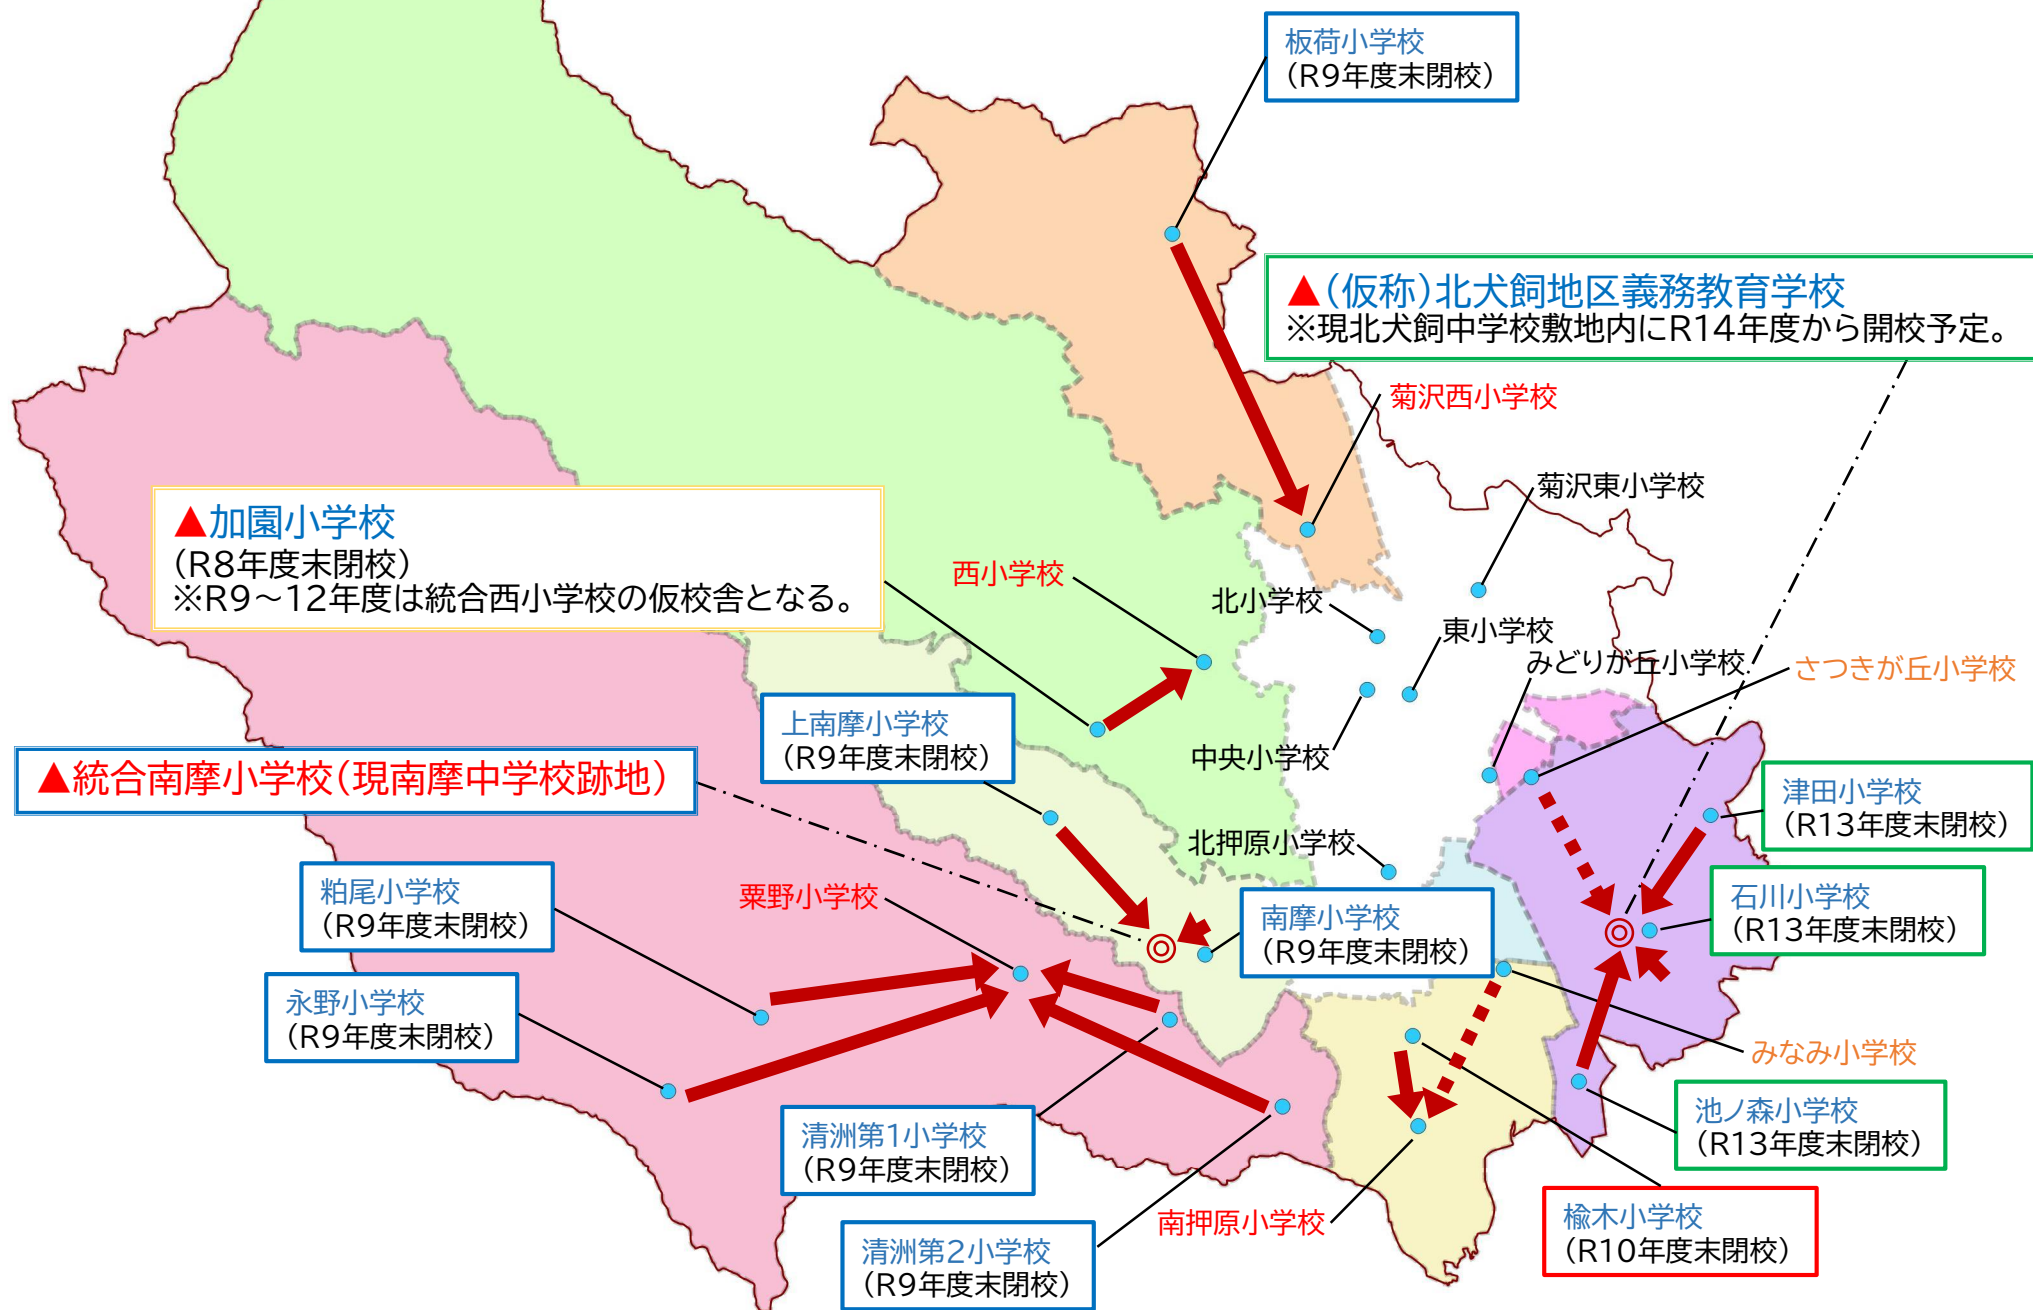 板荷小学校
(R9年度末閉校)
▲(仮称)北犬飼地区義務教育学校
※現北犬飼中学校敷地内にR14年度から開校予定。
菊沢西小学校
菊沢東小学校
▲加園小学校
(R8年度末閉校)
※R9～12年度は統合西小学校の仮校舎となる。
西小学校
北小学校
東小学校
みどりが丘小学校
さつきが丘小学校
上南摩小学校
(R9年度末閉校)
中央小学校
▲統合南摩小学校(現南摩中学校跡地)
津田小学校
(R13年度末閉校)
北押原小学校
粕尾小学校
(R9年度末閉校)
粟野小学校
南摩小学校
(R9年度末閉校)
石川小学校
(R13年度末閉校)
永野小学校
(R9年度末閉校)
みなみ小学校
池ノ森小学校
(R13年度末閉校)
清洲第1小学校
(R9年度末閉校)
南押原小学校
楡木小学校
(R10年度末閉校)
清洲第2小学校
(R9年度末閉校)